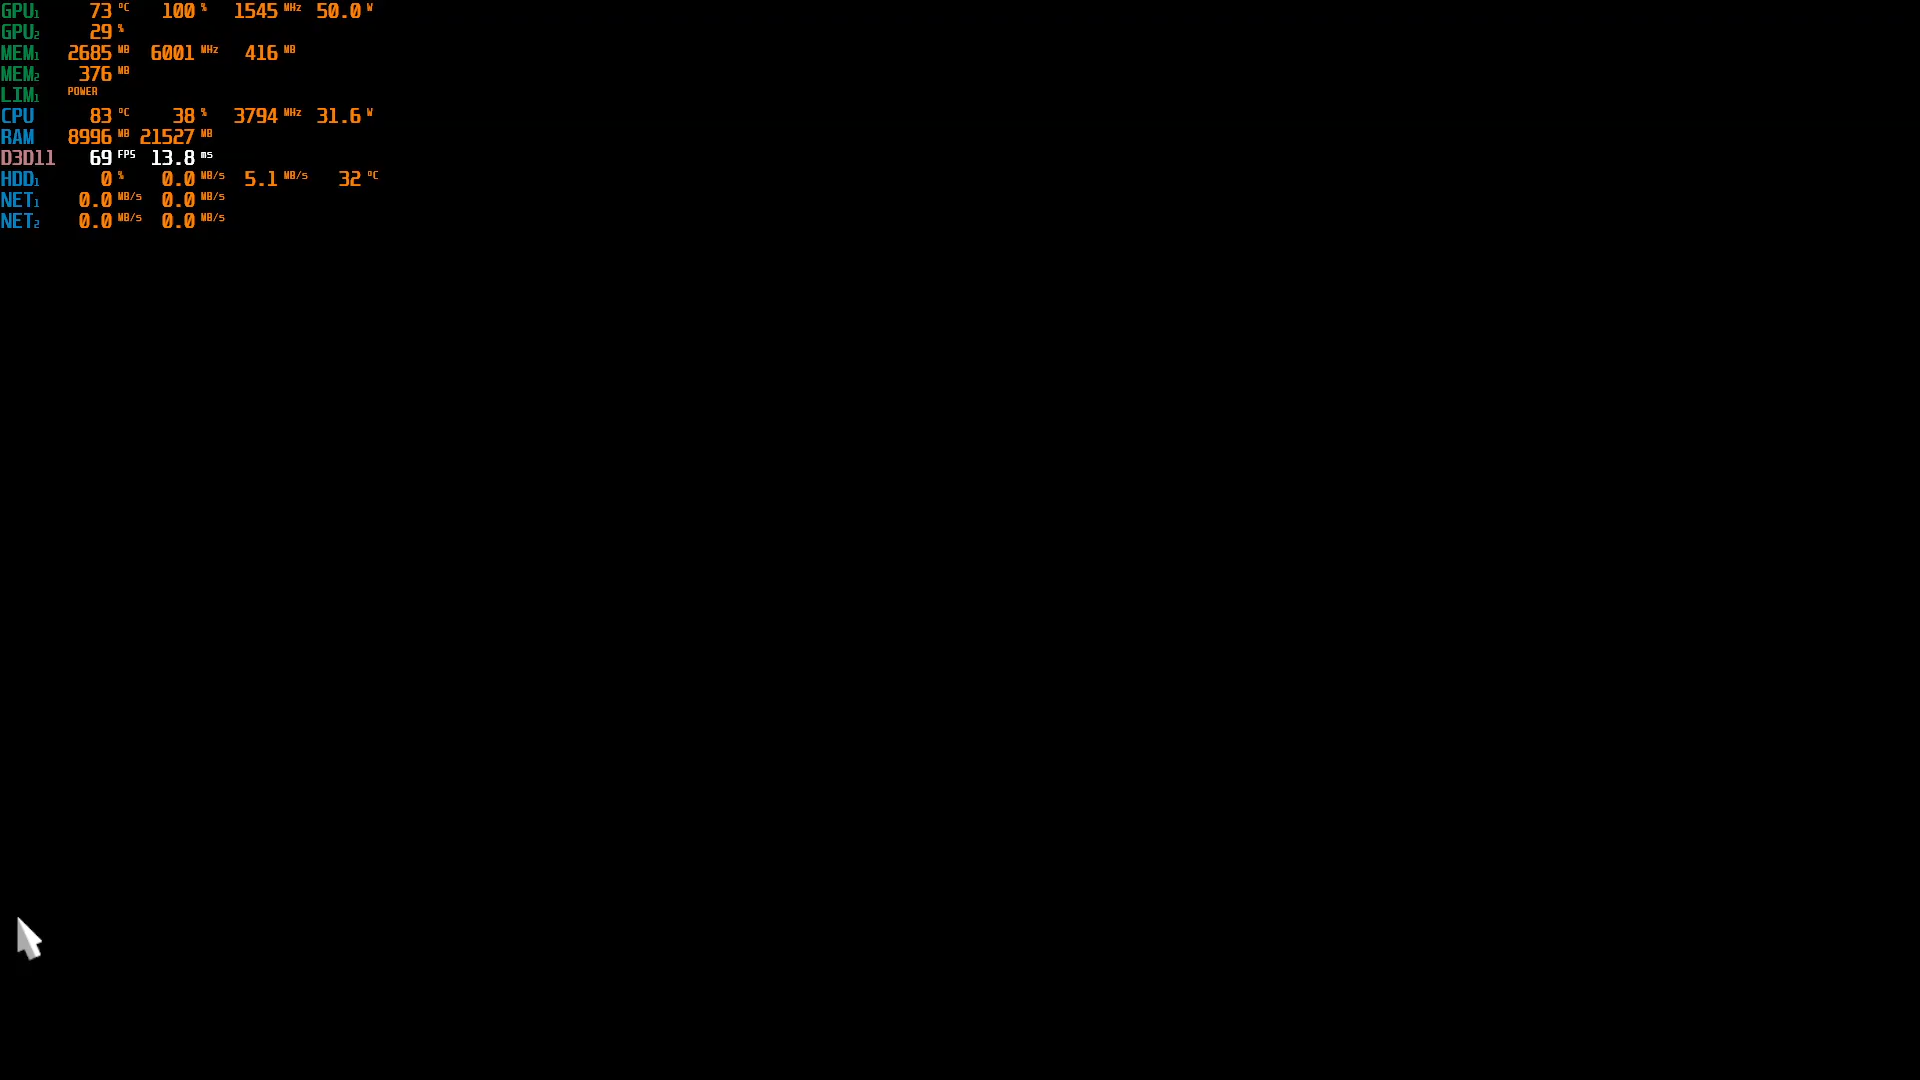 GPU1 73 °C 100 % 1545 MHz 50.0 W
GPU2 29 %
MEM1 2685 MB 6001 MHz 416 MB
MEM2 376 MB
LIM1 POWER
CPU 83 °C 38 % 3794 MHz 31.6 W
RAM 8996 MB 21527 MB
D3D11 69 FPS 13.8 ms
HDD1 0 % 0.0 MB/s 5.1 MB/s 32 °C
NET1 0.0 MB/s 0.0 MB/s
NET2 0.0 MB/s 0.0 MB/s